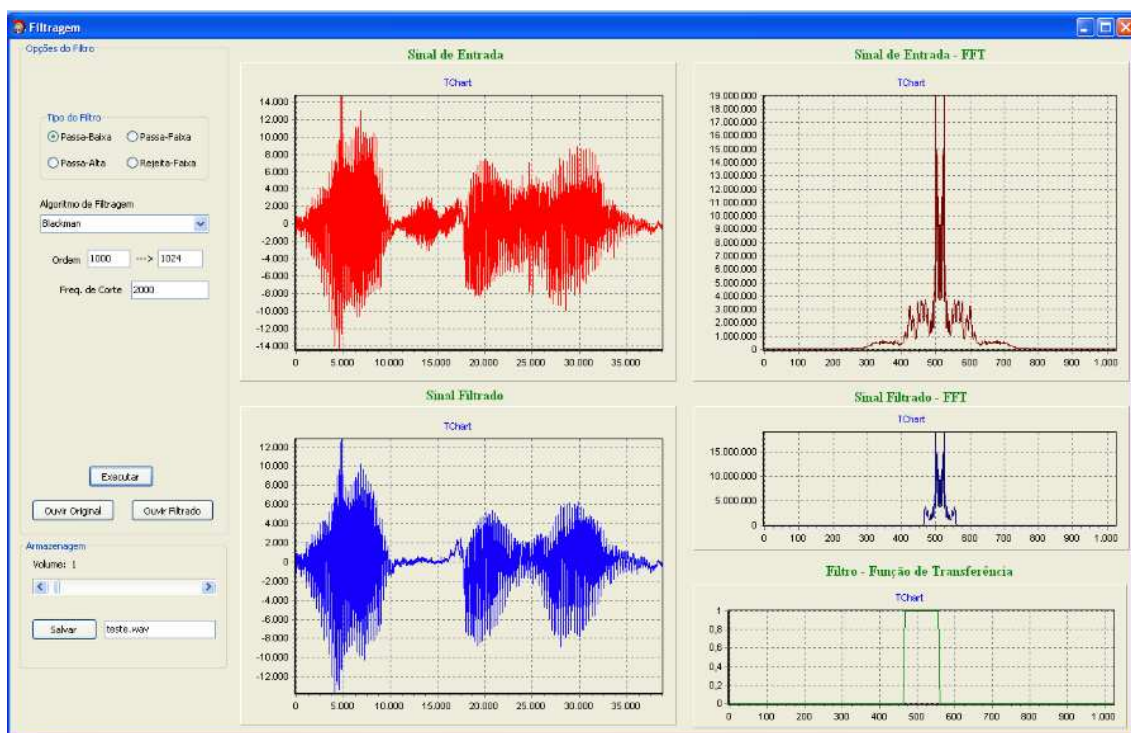 Filtragem
Opções do Filtro
Tipo do Filtro
Passa-Baixa
Passa-Faixa
Passa-Alta
Rejeita-Faixa
Algoritmo de Filtragem
Blackman
Ordem 1000 ---> 1024
Freq. de Corte 2000
Executar
Ouvir Original
Ouvir Filtrado
Armazenagem
Volume: 1
Salvar
teste.wav
Sinal de Entrada
TChart
14.000
12.000
10.000
8.000
6.000
4.000
2.000
0
-2.000
-4.000
-6.000
-8.000
-10.000
-12.000
-14.000
0 5.000 10.000 15.000 20.000 25.000 30.000 35.000
Sinal de Entrada - FFT
TChart
19.000.000
18.000.000
17.000.000
16.000.000
15.000.000
14.000.000
13.000.000
12.000.000
11.000.000
10.000.000
9.000.000
8.000.000
7.000.000
6.000.000
5.000.000
4.000.000
3.000.000
2.000.000
1.000.000
0
0 100 200 300 400 500 600 700 800 900 1.000
Sinal Filtrado
TChart
12.000
10.000
8.000
6.000
4.000
2.000
0
-2.000
-4.000
-6.000
-8.000
-10.000
-12.000
0 5.000 10.000 15.000 20.000 25.000 30.000 35.000
Sinal Filtrado - FFT
TChart
15.000.000
10.000.000
5.000.000
0
0 100 200 300 400 500 600 700 800 900 1.000
Filtro - Função de Transferência
TChart
1
0,8
0,6
0,4
0,2
0
0 100 200 300 400 500 600 700 800 900 1.000